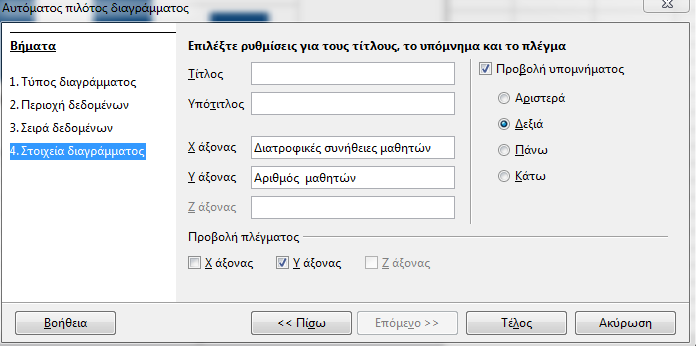 Αυτόματος πιλότος διαγράμματος
Βήματα
1. Τύπος διαγράμματος
2. Περιοχή δεδομένων
3. Σειρά δεδομένων
4. Στοιχεία διαγράμματος
Επιλέξτε ρυθμίσεις για τους τίτλους, το υπόμνημα και το πλέγμα
Τίτλος
Υπότιτλος
X άξονας Διατροφικές συνήθειες μαθητών
Y άξονας Αριθμός μαθητών
Z άξονας
Προβολή υπομνήματος
Αριστερά
Δεξιά
Πάνω
Κάτω
Προβολή πλέγματος
X άξονας Y άξονας Z άξονας
Βοήθεια << Πίσω Επόμενο >> Τέλος Ακύρωση